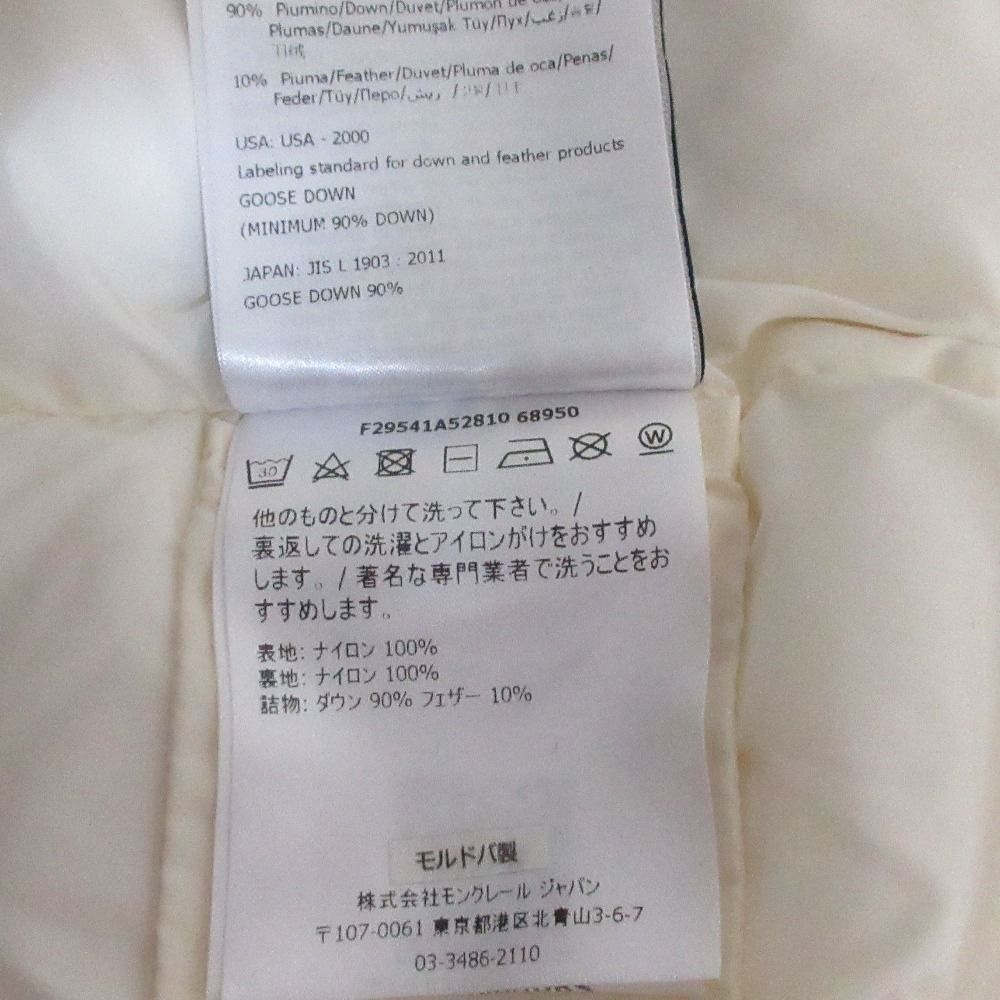 90% Piumino/Down/Duvet/Plumón de
Plumas/Daune/Yumuşak Tüy/Пух/زغب/
10% Piuma/Feather/Duvet/Pluma de oca/Penas/
Feder/Tüy/Перо/ريش/
USA: USA - 2000
Labeling standard for down and feather products
GOOSE DOWN
(MINIMUM 90% DOWN)
JAPAN: JIS L 1903 : 2011
GOOSE DOWN 90%
F29541A52810 68950
30 W
他のものと分けて洗って下さい。/
裏返しての洗濯とアイロンがけをおすすめ
します。/ 著名な専門業者で洗うことをお
すすめします。
表地: ナイロン 100%
裏地: ナイロン 100%
詰物: ダウン 90% フェザー 10%
モルドバ製
株式会社モンクレール ジャパン
〒107-0061 東京都港区北青山3-6-7
03-3486-2110